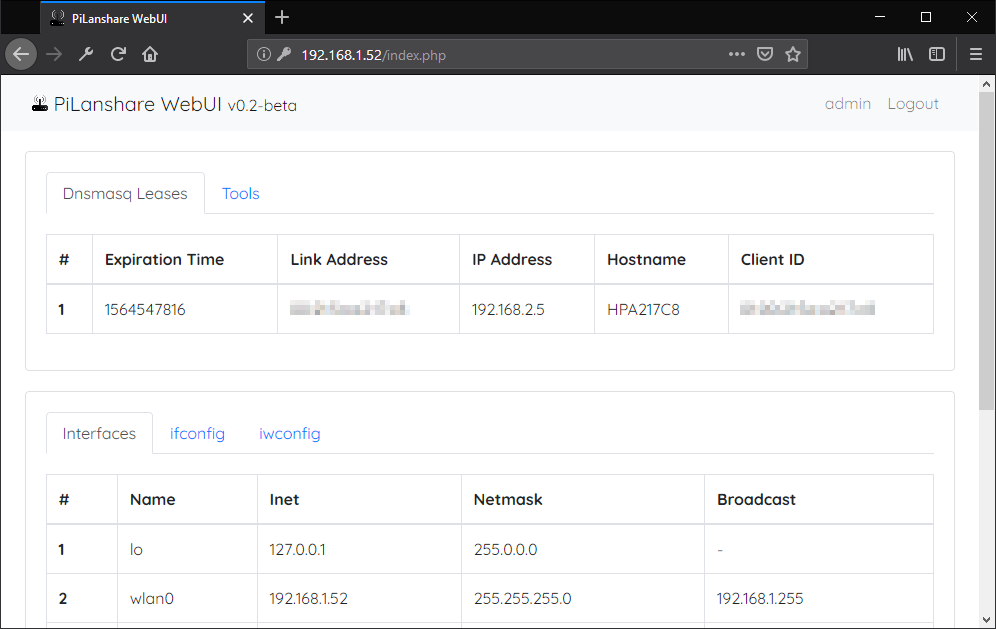 PiLanshare WebUI
192.168.1.52/index.php
PiLanshare WebUI v0.2-beta
admin Logout
Dnsmasq Leases Tools
# Expiration Time Link Address IP Address Hostname Client ID
1 1564547816 192.168.2.5 HPA217C8
Interfaces ifconfig iwconfig
# Name Inet Netmask Broadcast
1 lo 127.0.0.1 255.0.0.0 -
2 wlan0 192.168.1.52 255.255.255.0 192.168.1.255